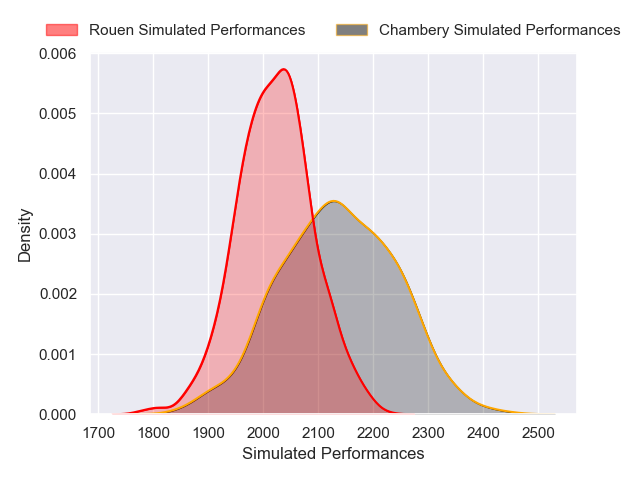 Rouen Simulated Performances Chambery Simulated Performances
0.006
0.005
0.004
0.003
0.002
0.001
0.000
Density
1700 1800 1900 2000 2100 2200 2300 2400 2500
Simulated Performances